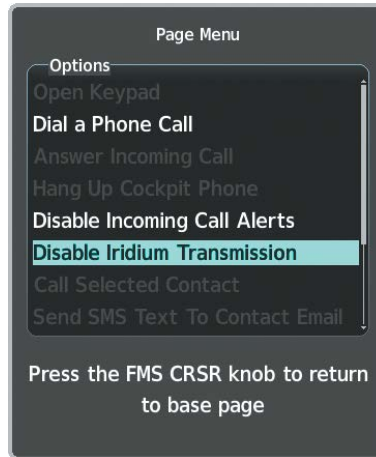 Page Menu
Options
Open Keypad
Dial a Phone Call
Answer Incoming Call
Hang Up Cockpit Phone
Disable Incoming Call Alerts
Disable Iridium Transmission
Call Selected Contact
Send SMS Text To Contact Email
Press the FMS CRSR knob to return
to base page